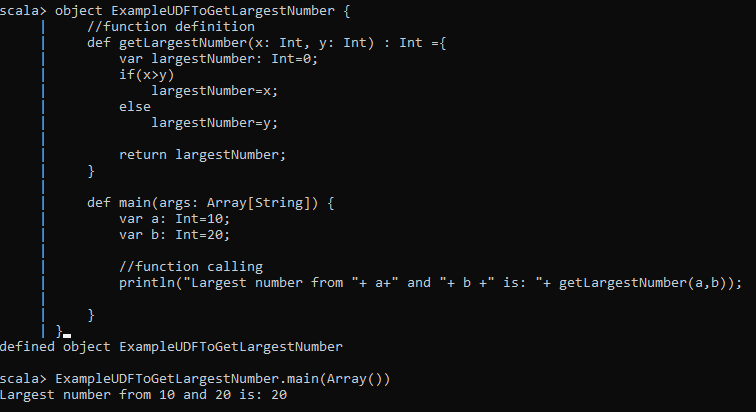 scala> object ExampleUDFToGetLargestNumber {
     |     //function definition
     |     def getLargestNumber(x: Int, y: Int) : Int ={
     |         var largestNumber: Int=0;
     |         if(x>y)
     |             largestNumber=x;
     |         else
     |             largestNumber=y;
     |
     |         return largestNumber;
     |     }
     |
     |     def main(args: Array[String]) {
     |         var a: Int=10;
     |         var b: Int=20;
     |
     |         //function calling
     |         println("Largest number from "+ a+" and "+ b +" is: "+ getLargestNumber(a,b));
     |
     |     }
     | }
defined object ExampleUDFToGetLargestNumber

scala> ExampleUDFToGetLargestNumber.main(Array())
Largest number from 10 and 20 is: 20